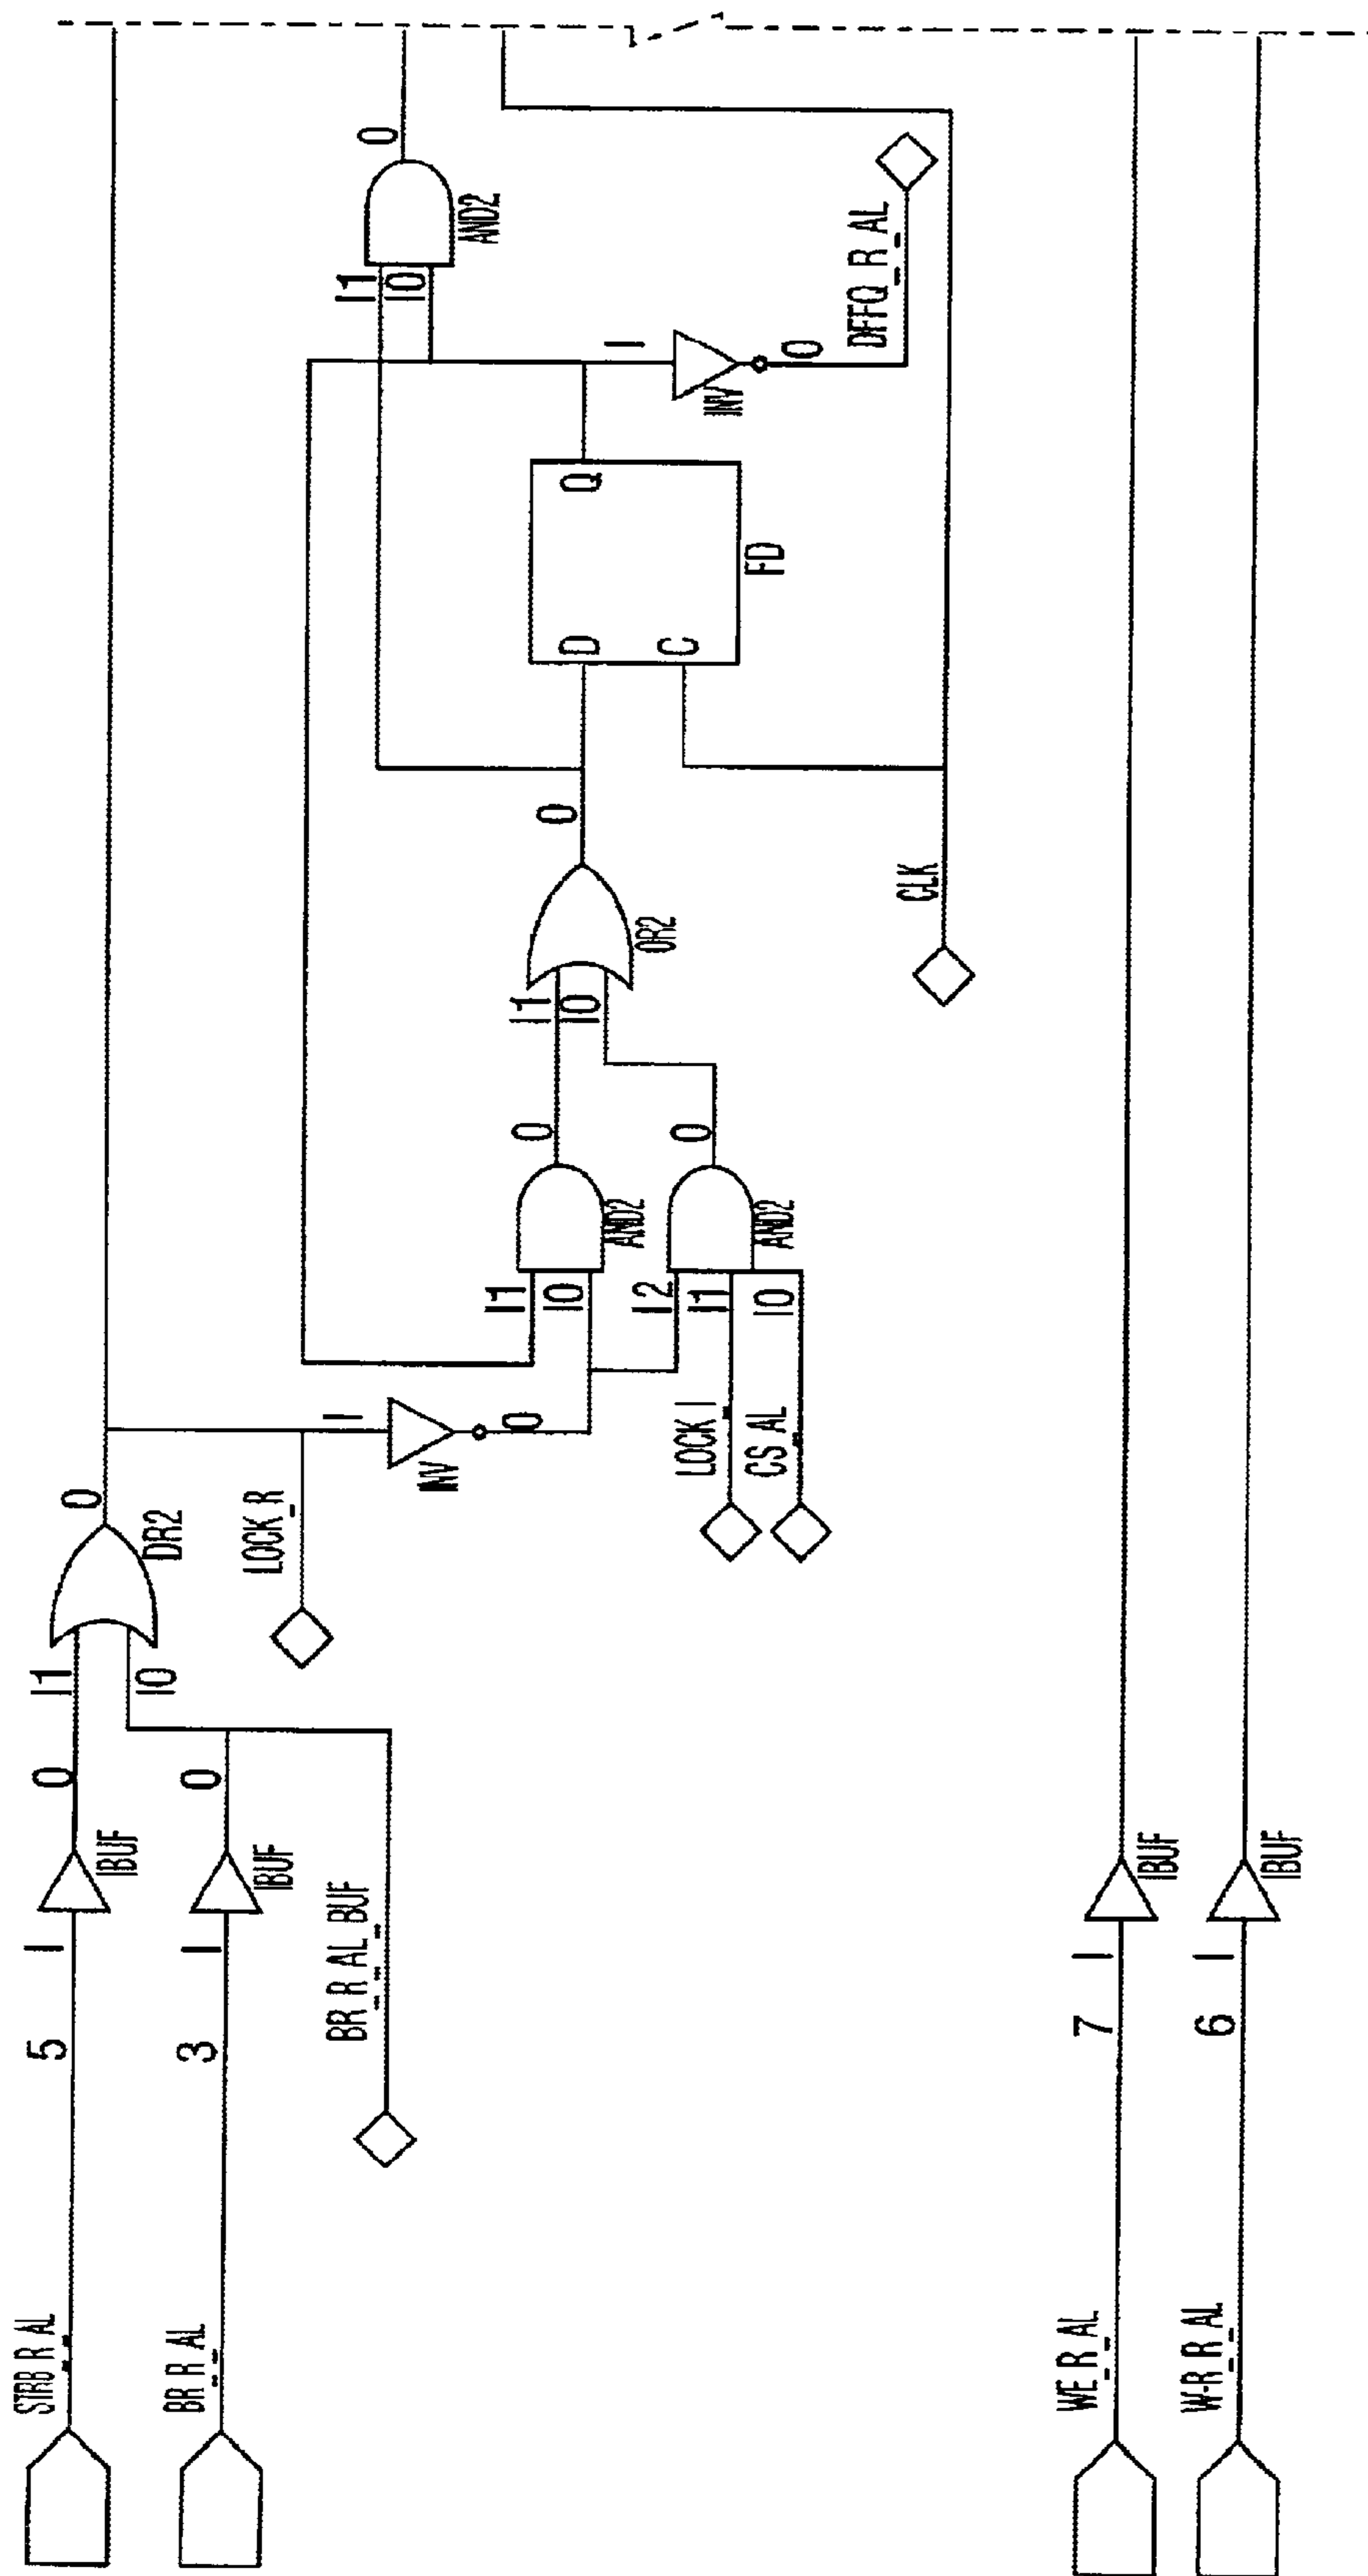 STRB_R_AL
5
I
IBUF
O
I1
I0
DR2
O
BR_R_AL
3
I
IBUF
O
BR_R_AL_BUF
LOCK_R
I
INV
O
I1
I0
AND2
O
I2
I1
I0
AND2
O
LOCK_I
CS_AL
I1
I0
OR2
O
D
C
Q
FD
I1
I0
AND2
O
I
INV
O
DFFQ_R_AL
CLK
WE_R_AL
7
I
IBUF
W-R_R_AL
6
I
IBUF